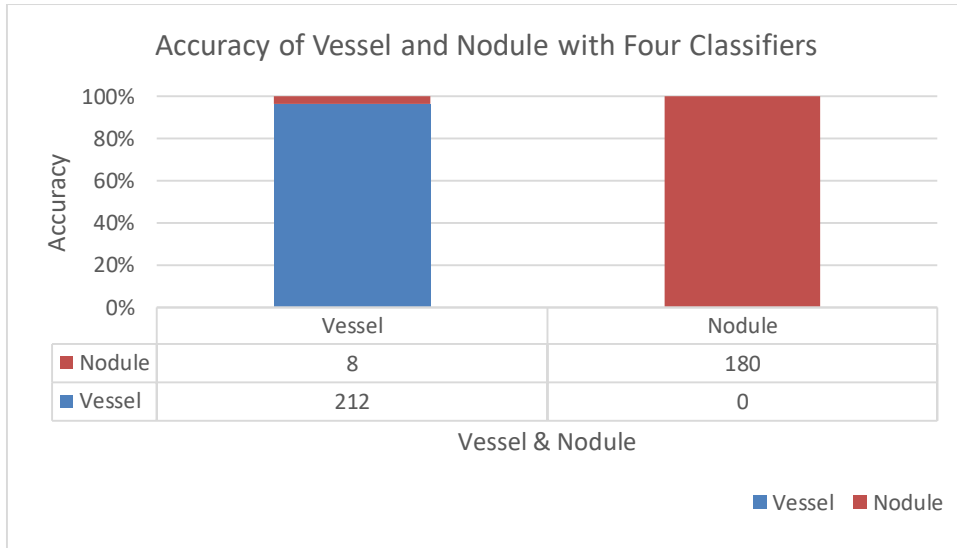 Accuracy of Vessel and Nodule with Four Classifiers
Accuracy
100%
80%
60%
40%
20%
0%
Vessel Nodule
Nodule 8 180
Vessel 212 0
Vessel & Nodule
Vessel Nodule